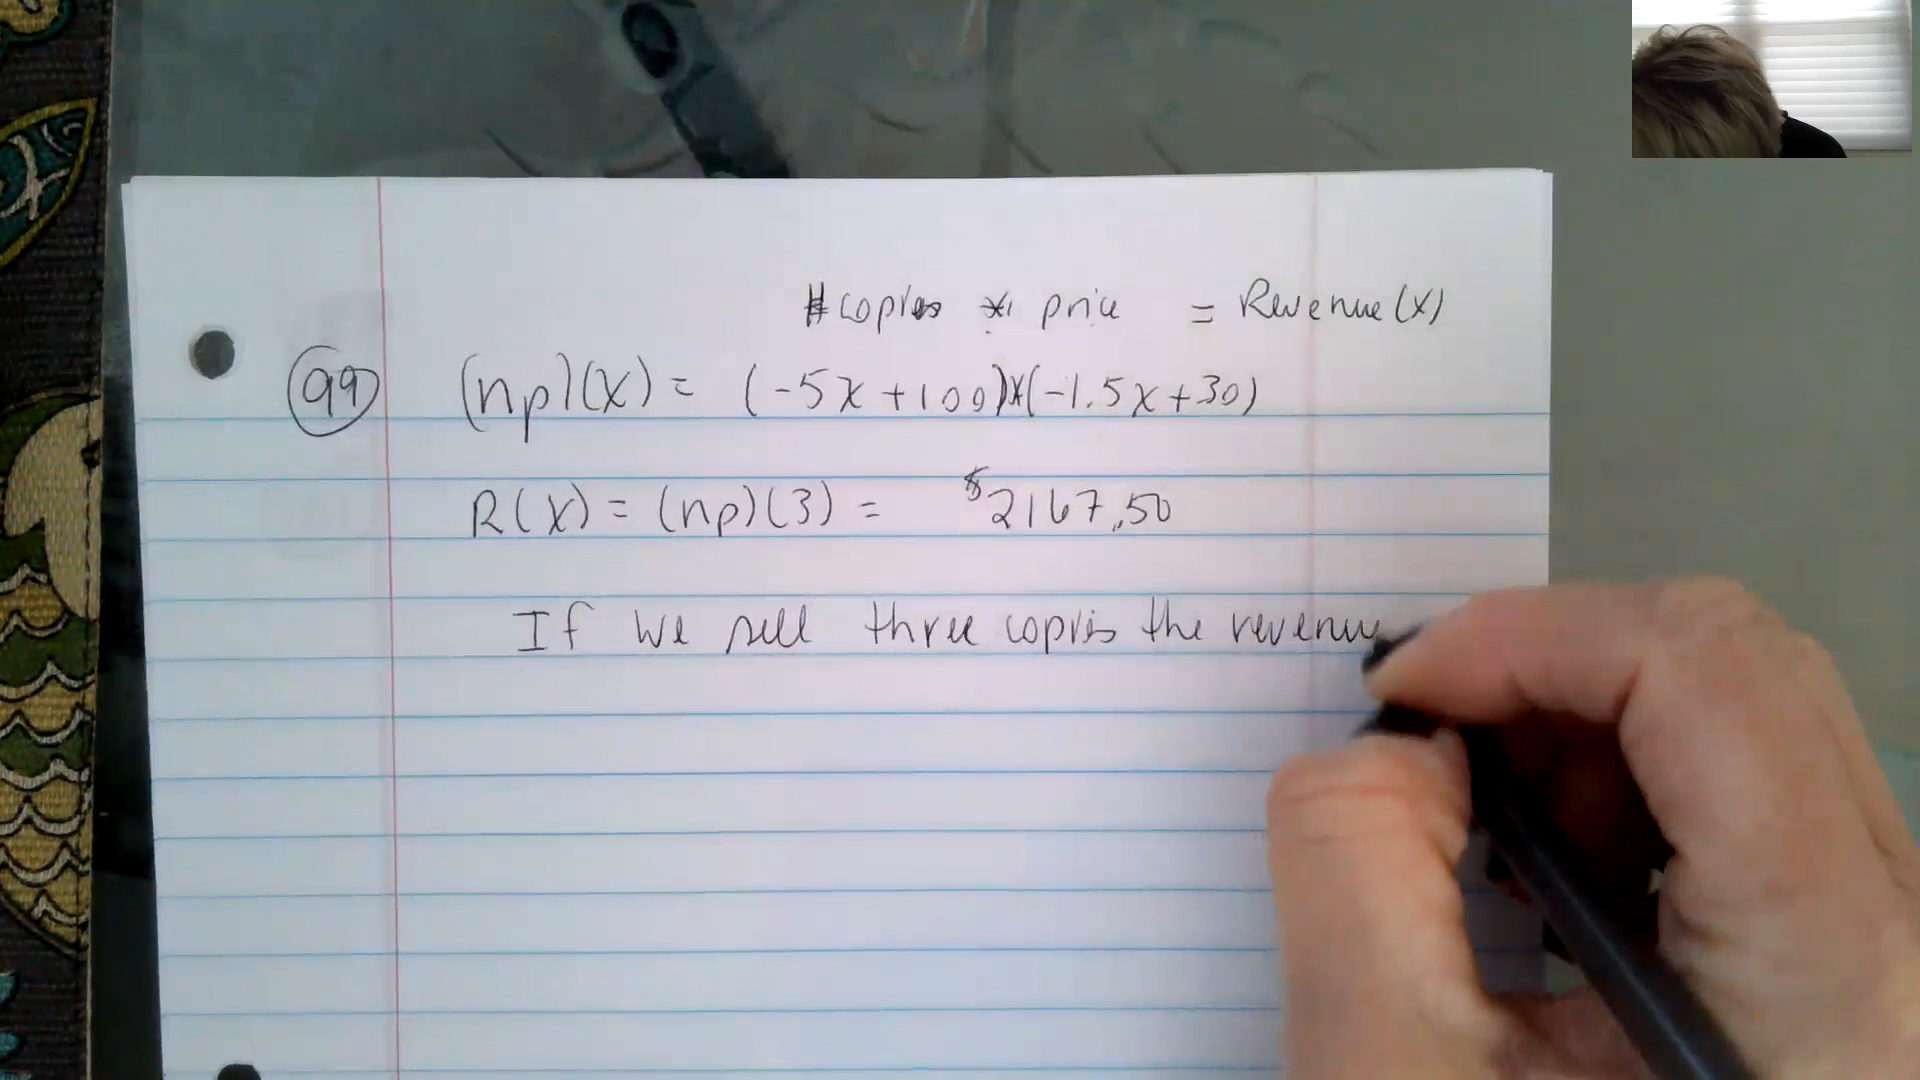 # copies * price = Revenue(x)
99 (np)(x) = (-5x+100)*(-1.5x+30)
R(x) = (np)(3) = $2167.50
If we sell three copies the revenue